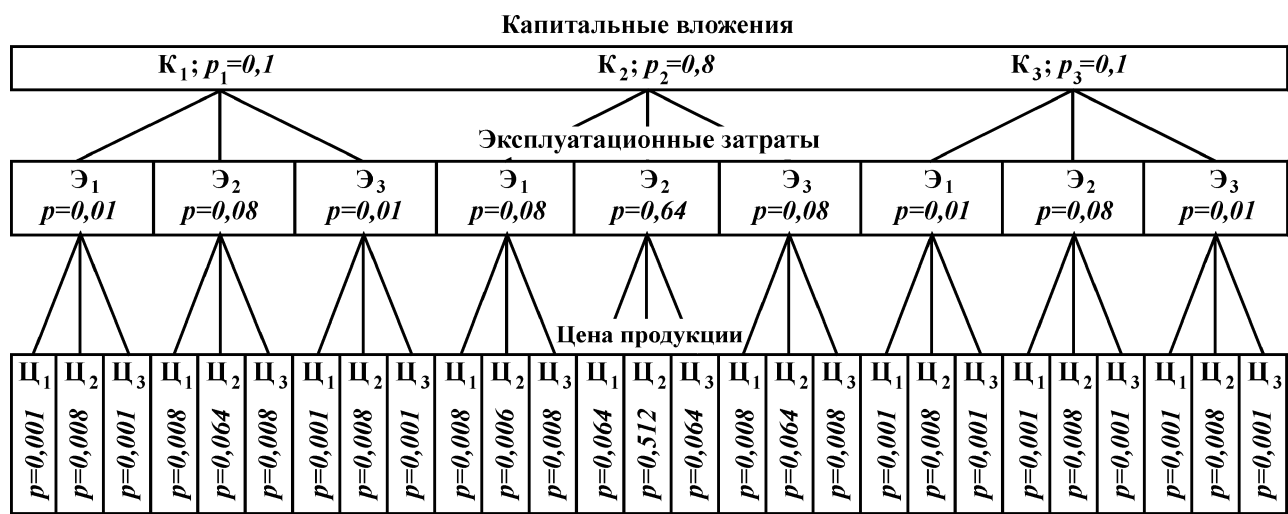 Капитальные вложения
К₁; p₁=0,1 К₂; p₂=0,8 К₃; p₃=0,1
Эксплуатационные затраты
Э₁ Э₂ Э₃ Э₁ Э₂ Э₃ Э₁ Э₂ Э₃
p=0,01 p=0,08 p=0,01 p=0,08 p=0,64 p=0,08 p=0,01 p=0,08 p=0,01
Цена продукции
Ц₁ Ц₂ Ц₃ Ц₁ Ц₂ Ц₃ Ц₁ Ц₂ Ц₃ Ц₁ Ц₂ Ц₃ Ц₁ Ц₂ Ц₃ Ц₁ Ц₂ Ц₃ Ц₁ Ц₂ Ц₃ Ц₁ Ц₂ Ц₃ Ц₁ Ц₂ Ц₃
p=0,001 p=0,008 p=0,001 p=0,008 p=0,064 p=0,008 p=0,001 p=0,008 p=0,001 p=0,008 p=0,006 p=0,008 p=0,064 p=0,512 p=0,064 p=0,008 p=0,064 p=0,008 p=0,001 p=0,008 p=0,001 p=0,001 p=0,008 p=0,001 p=0,001 p=0,008 p=0,001